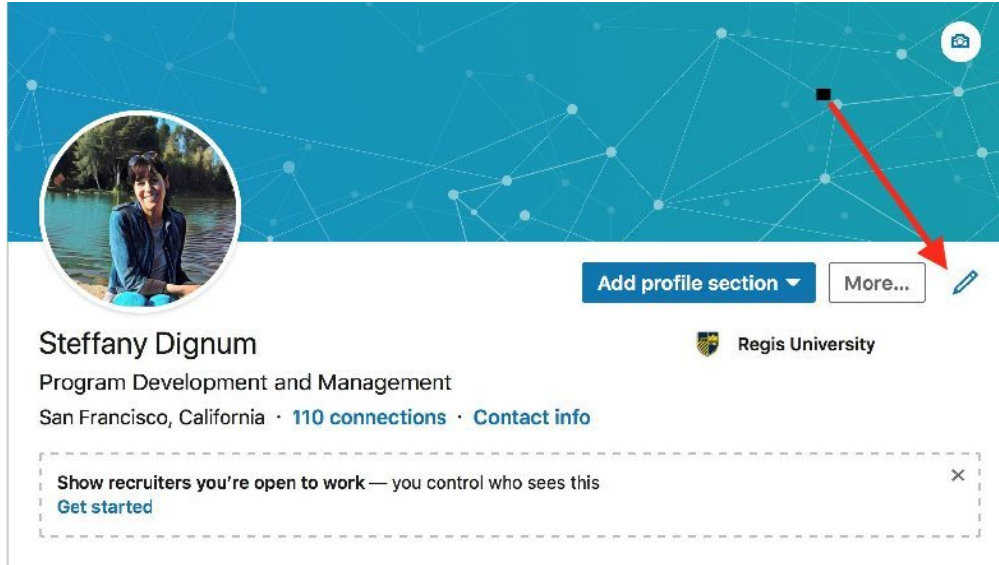 Add profile section
More...
Steffany Dignum
Regis University
Program Development and Management
San Francisco, California · 110 connections · Contact info
Show recruiters you're open to work — you control who sees this
Get started